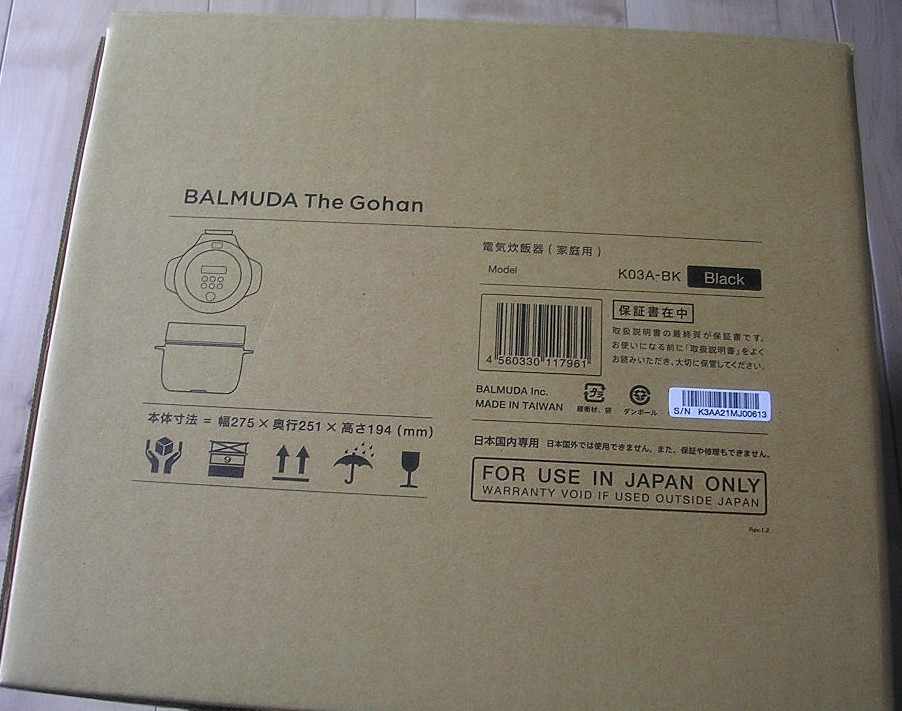 BALMUDA The Gohan
電気炊飯器(家庭用)
Model K03A-BK Black
4 560330 117961
保証書在中
取扱説明書の最終頁が保証書です。
お使いになる前に「取扱説明書」をよく
お読みいただき、大切に保管してください。
BALMUDA Inc.
MADE IN TAIWAN
プラ
緩衝材、袋
ダンボール
S/N K3AA21MJ00613
本体寸法 = 幅275 × 奥行251 × 高さ194 (mm)
9
日本国内専用 日本国外では使用できません。また、保証や修理もできません。
FOR USE IN JAPAN ONLY
WARRANTY VOID IF USED OUTSIDE JAPAN
Rev.1.2